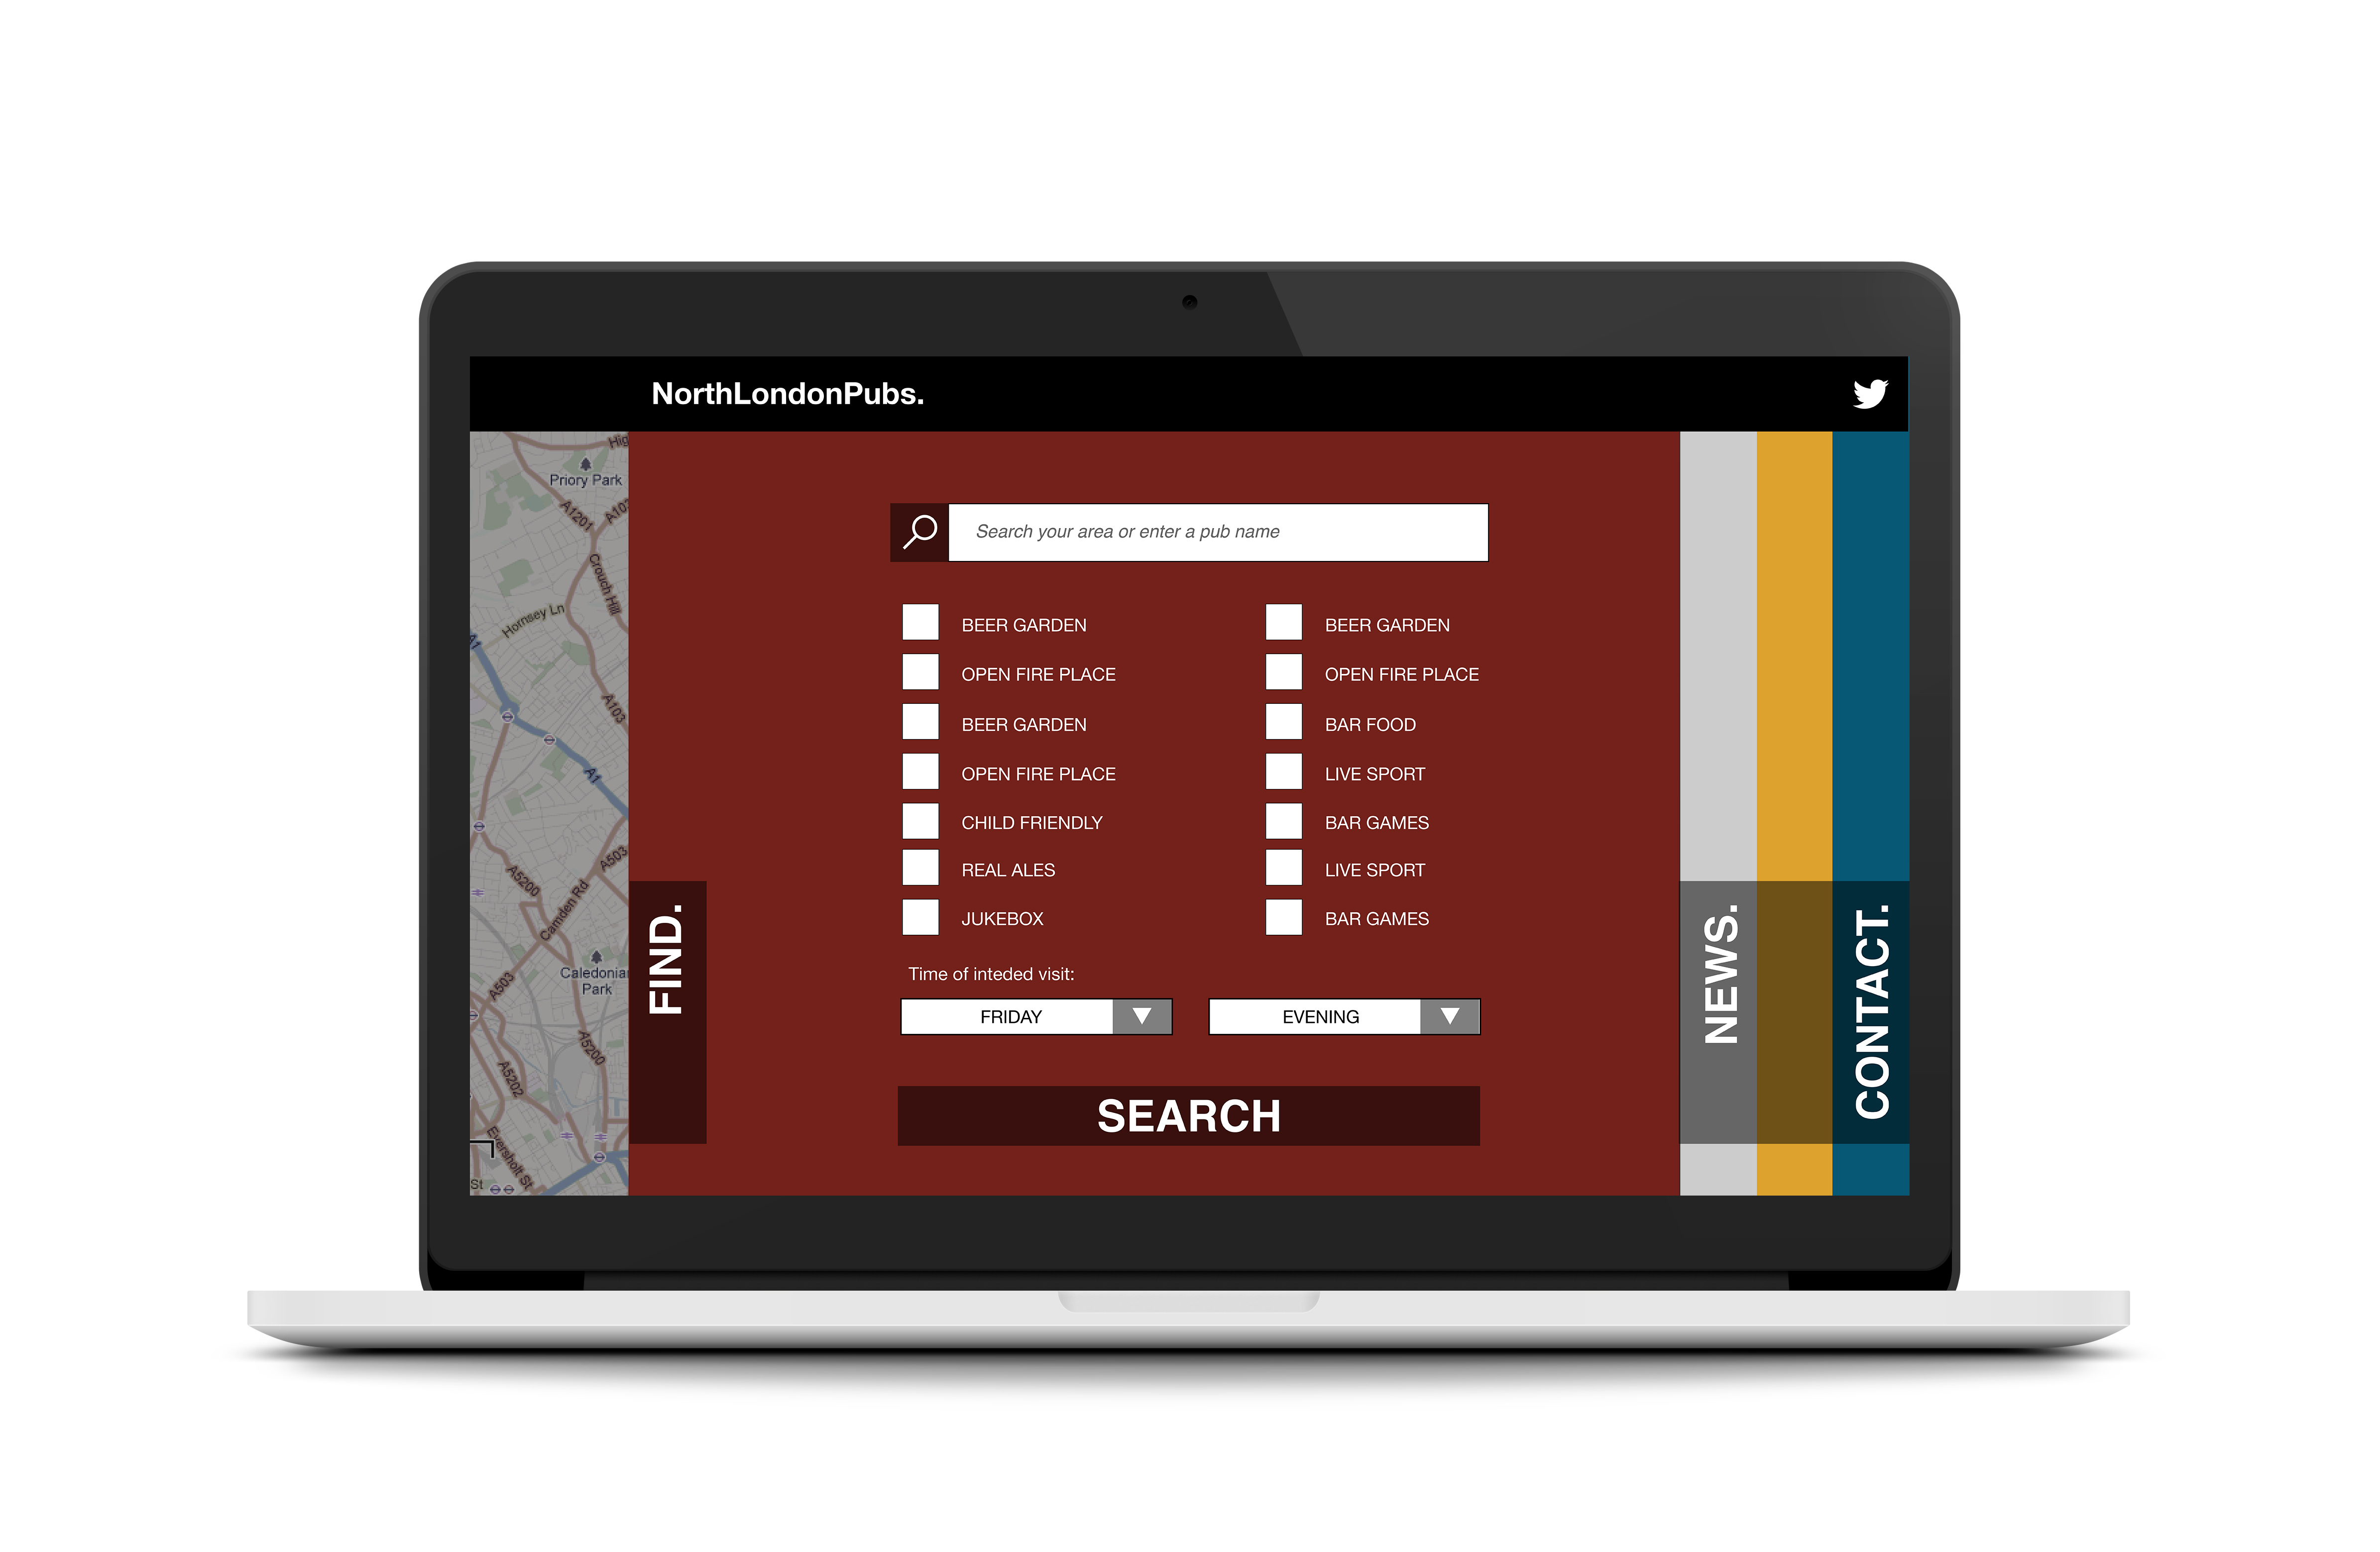 NorthLondonPubs.
Priory Park
A1201
Crouch Hill
Hornsey Ln
A1
A103
A1
A503
A5200
Camden Rd
Caledonia
Park
A503
A5200
A5202
Eversholt St
St
FIND.
Search your area or enter a pub name
BEER GARDEN
BEER GARDEN
OPEN FIRE PLACE
OPEN FIRE PLACE
BEER GARDEN
BAR FOOD
OPEN FIRE PLACE
LIVE SPORT
CHILD FRIENDLY
BAR GAMES
REAL ALES
LIVE SPORT
JUKEBOX
BAR GAMES
Time of inteded visit:
FRIDAY
EVENING
SEARCH
NEWS.
CONTACT.